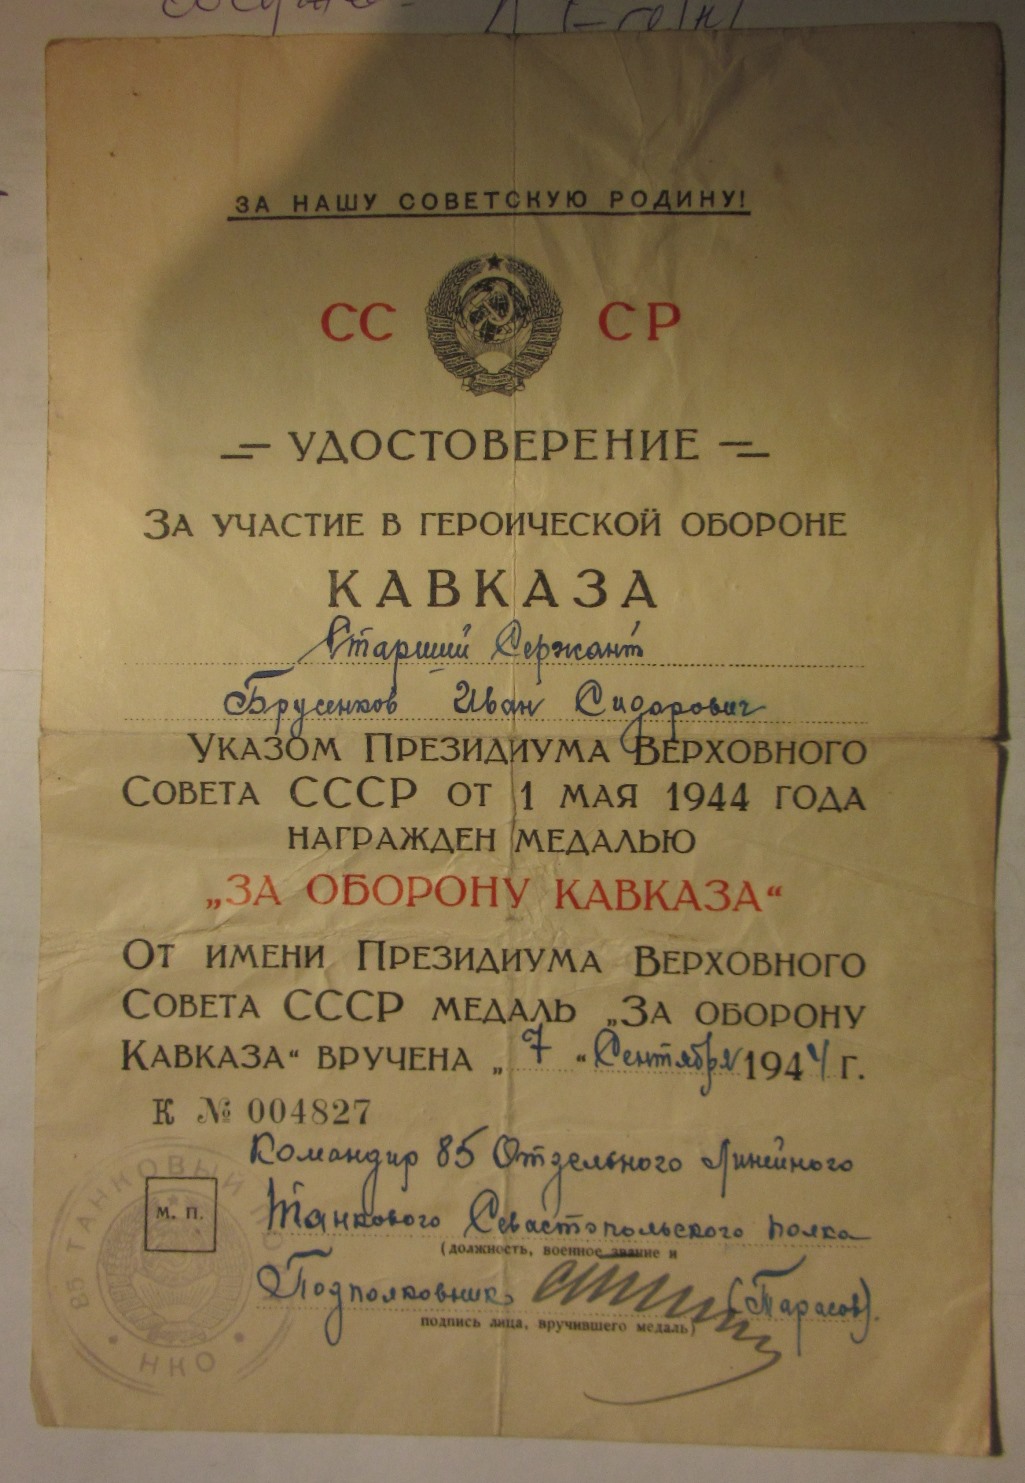 ЗА НАШУ СОВЕТСКУЮ РОДИНУ!
СС СР
УДОСТОВЕРЕНИЕ
ЗА УЧАСТИЕ В ГЕРОИЧЕСКОЙ ОБОРОНЕ
КАВКАЗА
Старший Сержант
Брусенков Иван Сидорович
УКАЗОМ ПРЕЗИДИУМА ВЕРХОВНОГО
СОВЕТА СССР ОТ 1 МАЯ 1944 ГОДА
НАГРАЖДЕН МЕДАЛЬЮ
„ЗА ОБОРОНУ КАВКАЗА“
ОТ ИМЕНИ ПРЕЗИДИУМА ВЕРХОВНОГО
СОВЕТА СССР МЕДАЛЬ „ЗА ОБОРОНУ
КАВКАЗА“ ВРУЧЕНА „7“ Сентября 1944 Г.
К № 004827
Командир 85 Отдельного Линейного
М. П.
Танкового Севастопольского полка
(должность, военное звание и
Подполковник (Тарасов).
подпись лица, вручившего медаль)
85 ТАНКОВЫЙ
НКО